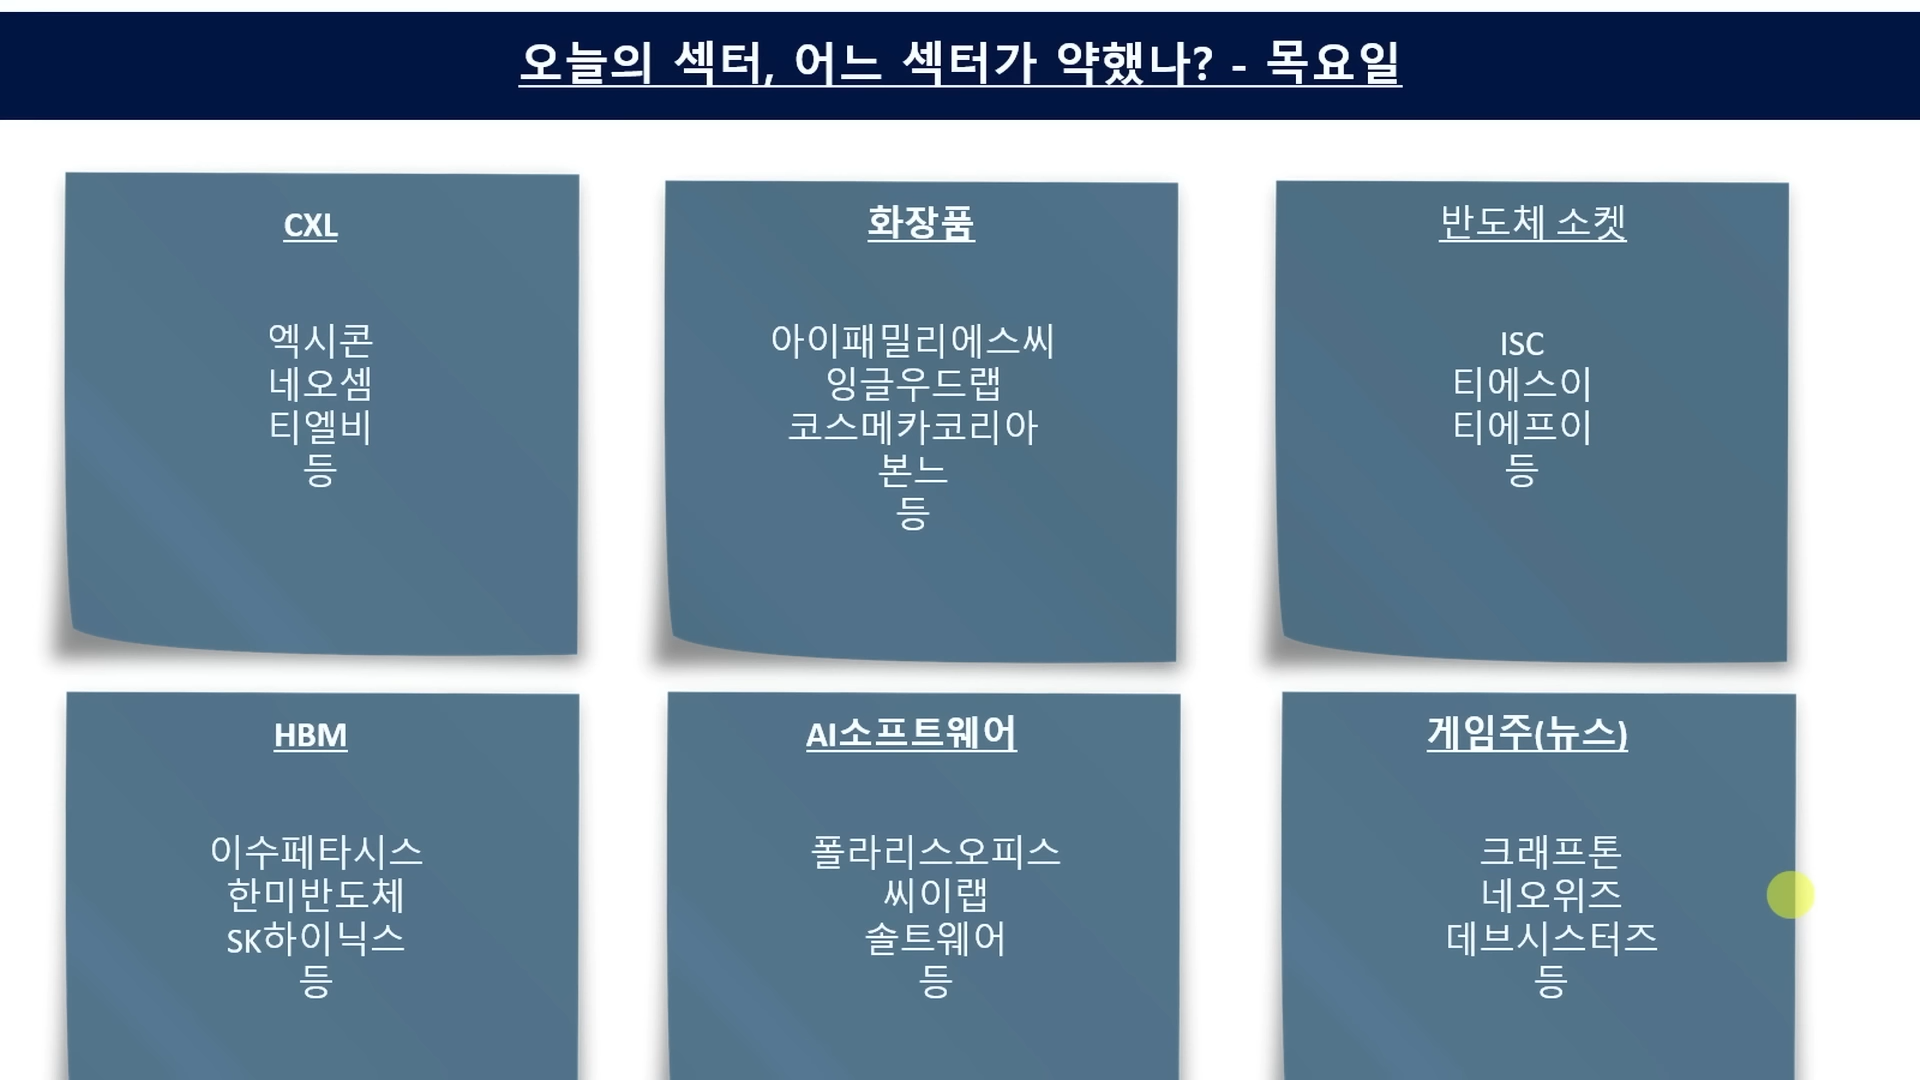 오늘의 섹터, 어느 섹터가 약했나? - 목요일
CXL
엑시콘
네오셈
티엘비
등
화장품
아이패밀리에스씨
잉글우드랩
코스메카코리아
본느
등
반도체 소켓
ISC
티에스이
티에프이
등
HBM
이수페타시스
한미반도체
SK하이닉스
등
AI소프트웨어
폴라리스오피스
씨이랩
솔트웨어
등
게임주(뉴스)
크래프톤
네오위즈
데브시스터즈
등